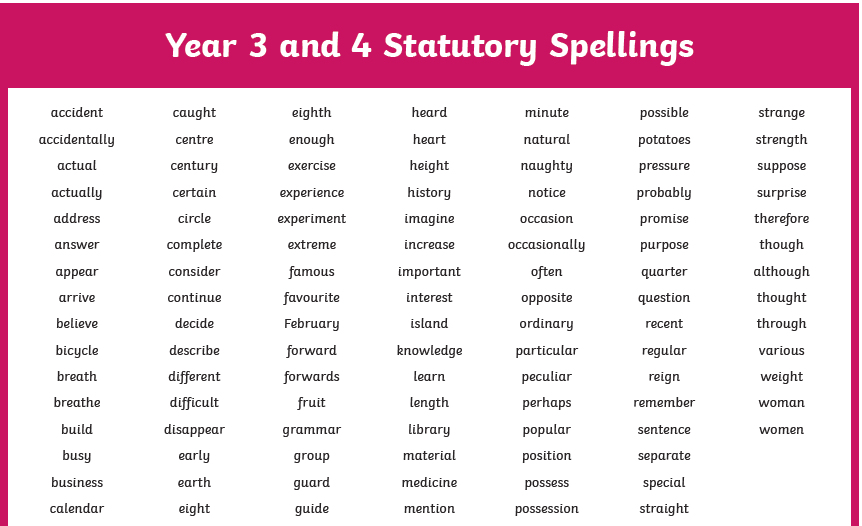 Year 3 and 4 Statutory Spellings
accident caught eighth heard minute possible strange
accidentally centre enough heart natural potatoes strength
actual century exercise height naughty pressure suppose
actually certain experience history notice probably surprise
address circle experiment imagine occasion promise therefore
answer complete extreme increase occasionally purpose though
appear consider famous important often quarter although
arrive continue favourite interest opposite question thought
believe decide February island ordinary recent through
bicycle describe forward knowledge particular regular various
breath different forwards learn peculiar reign weight
breathe difficult fruit length perhaps remember woman
build disappear grammar library popular sentence women
busy early group material position separate
business earth guard medicine possess special
calendar eight guide mention possession straight